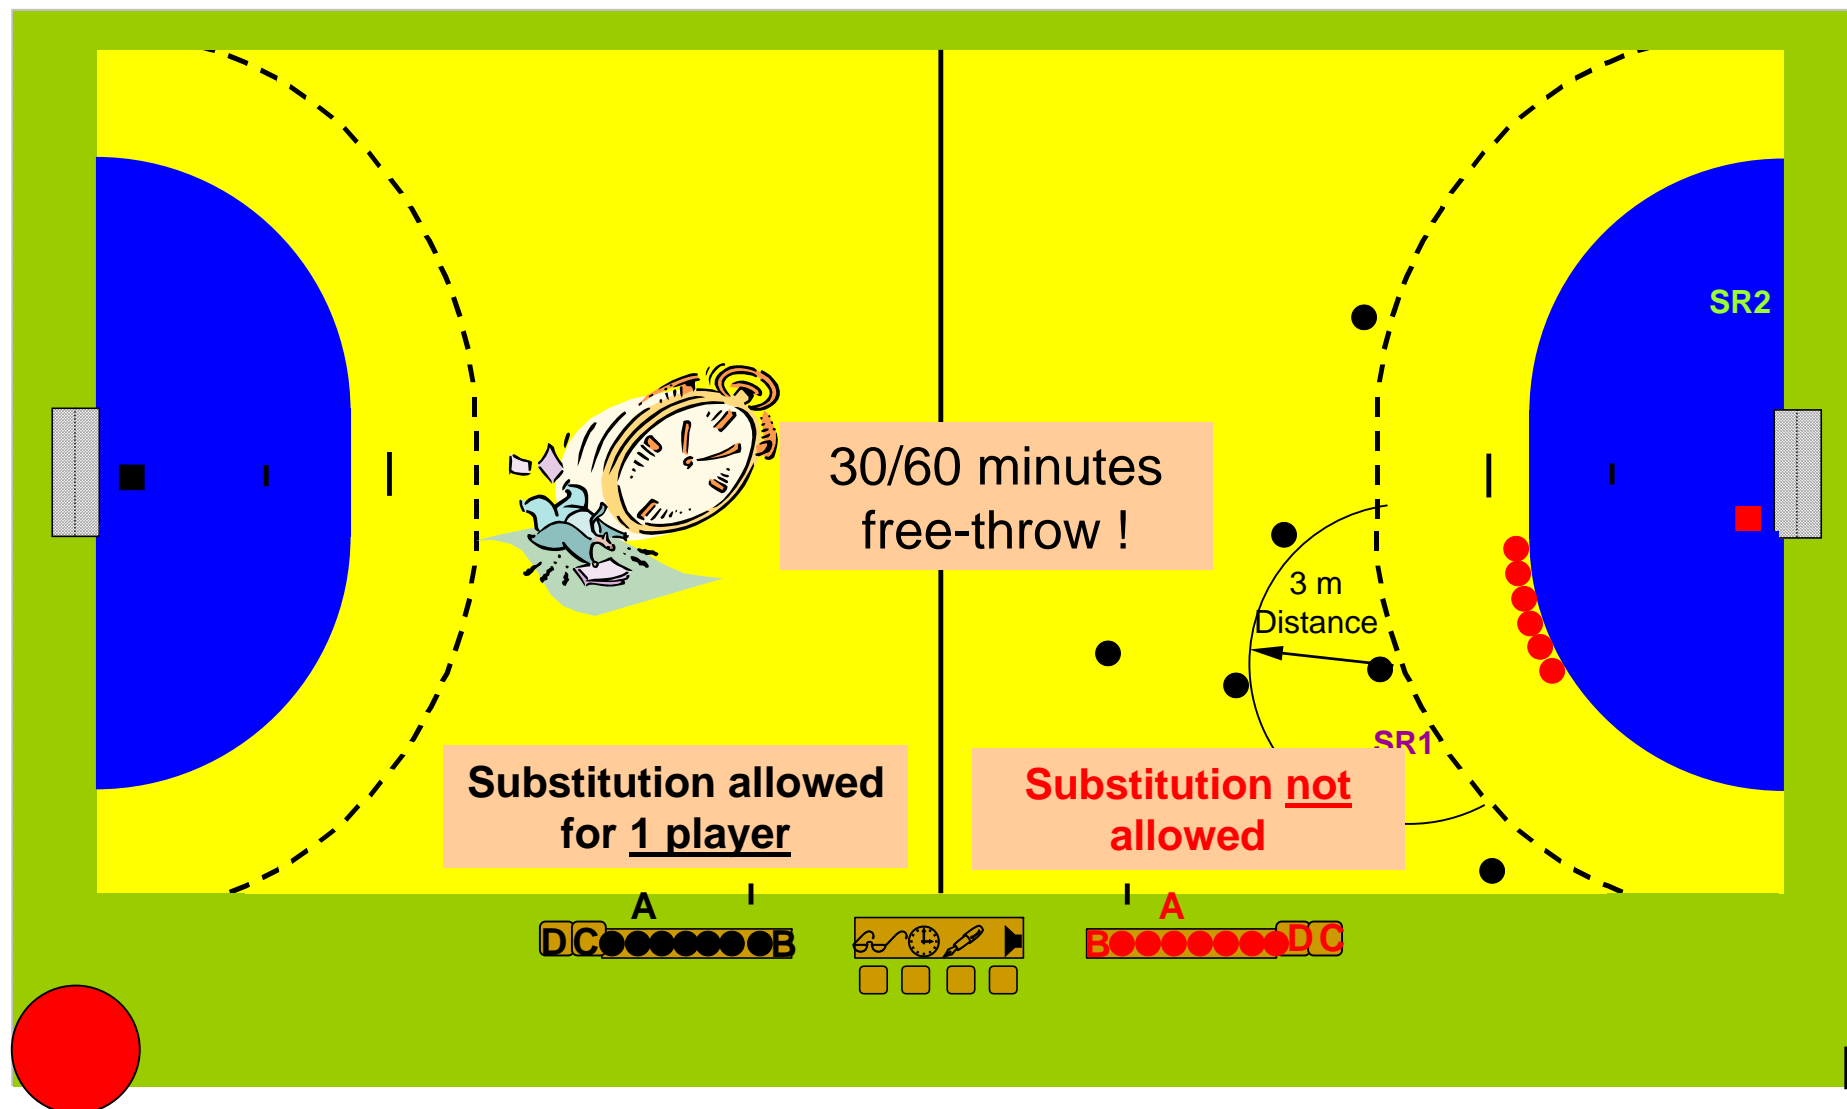 SR2
30/60 minutes
free-throw !
3 m
Distance
SR1
Substitution allowed
for 1 player
Substitution not
allowed
A
A
D C B
B D C